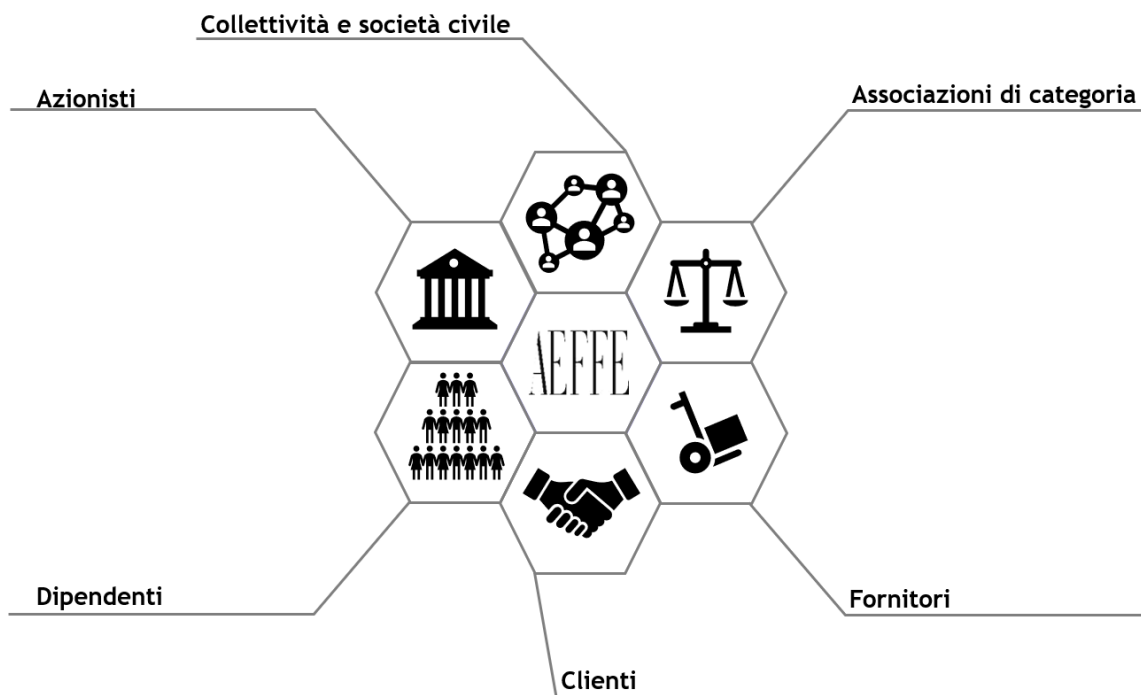 Collettività e società civile
Azionisti
Associazioni di categoria
AEFFE
Dipendenti
Fornitori
Clienti